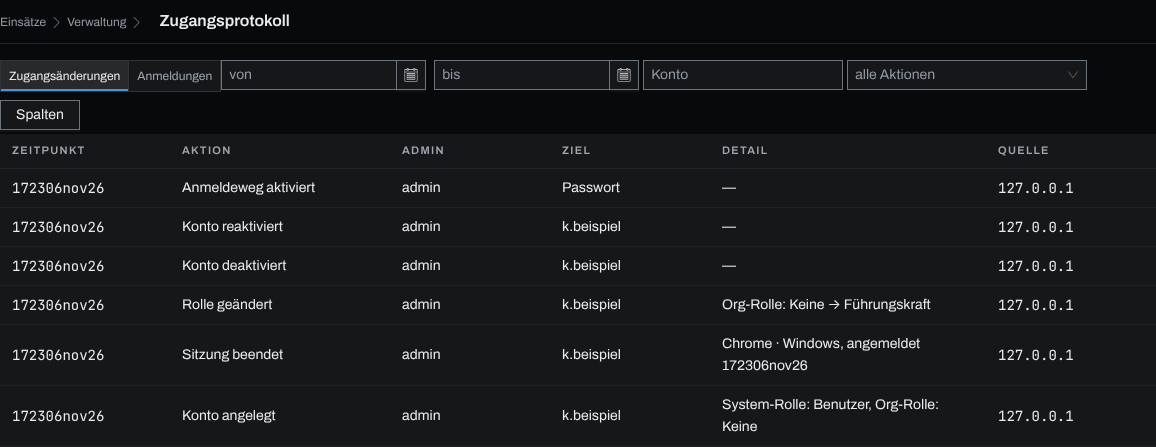 Einsätze > Verwaltung > Zugangsprotokoll
Zugangsänderungen Anmeldungen von bis Konto alle Aktionen
Spalten
ZEITPUNKT AKTION ADMIN ZIEL DETAIL QUELLE
172306nov26 Anmeldeweg aktiviert admin Passwort — 127.0.0.1
172306nov26 Konto reaktiviert admin k.beispiel — 127.0.0.1
172306nov26 Konto deaktiviert admin k.beispiel — 127.0.0.1
172306nov26 Rolle geändert admin k.beispiel Org-Rolle: Keine → Führungskraft 127.0.0.1
172306nov26 Sitzung beendet admin k.beispiel Chrome · Windows, angemeldet
172306nov26 127.0.0.1
172306nov26 Konto angelegt admin k.beispiel System-Rolle: Benutzer, Org-Rolle:
Keine 127.0.0.1